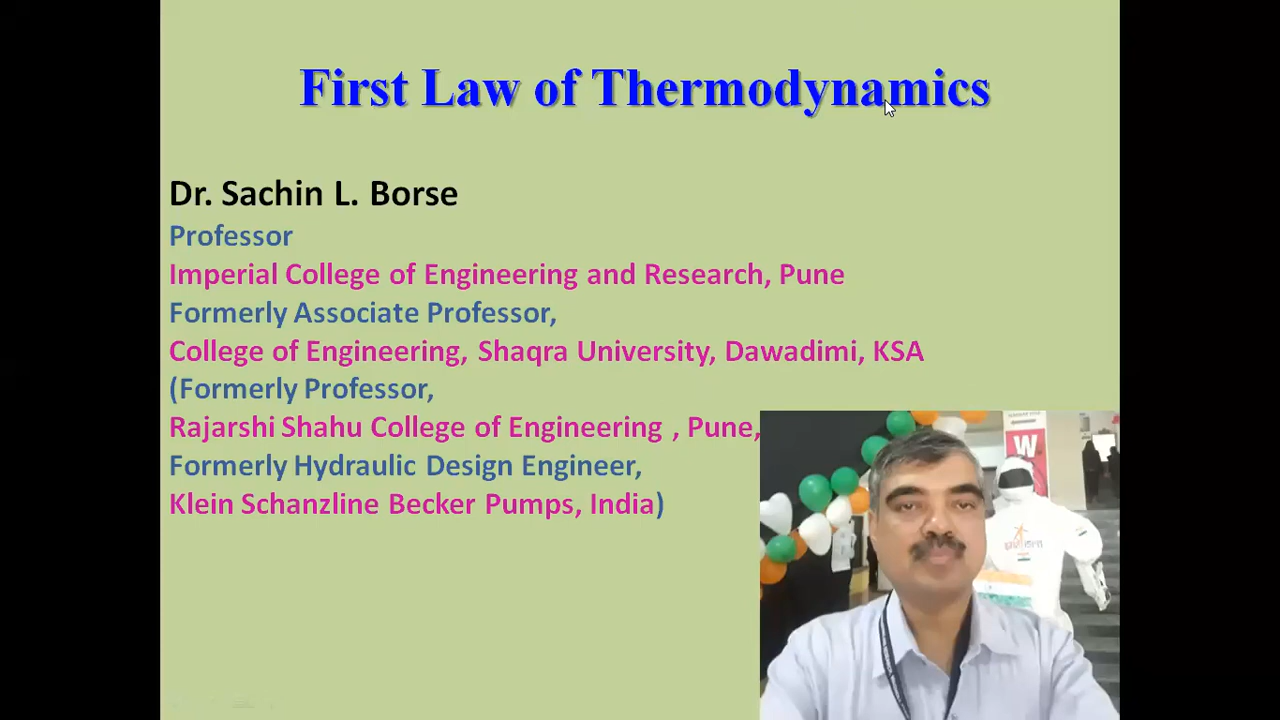 First Law of Thermodynamics
Dr. Sachin L. Borse
Professor
Imperial College of Engineering and Research, Pune
Formerly Associate Professor,
College of Engineering, Shaqra University, Dawadimi, KSA
(Formerly Professor,
Rajarshi Shahu College of Engineering , Pune,
Formerly Hydraulic Design Engineer,
Klein Schanzline Becker Pumps, India)
W